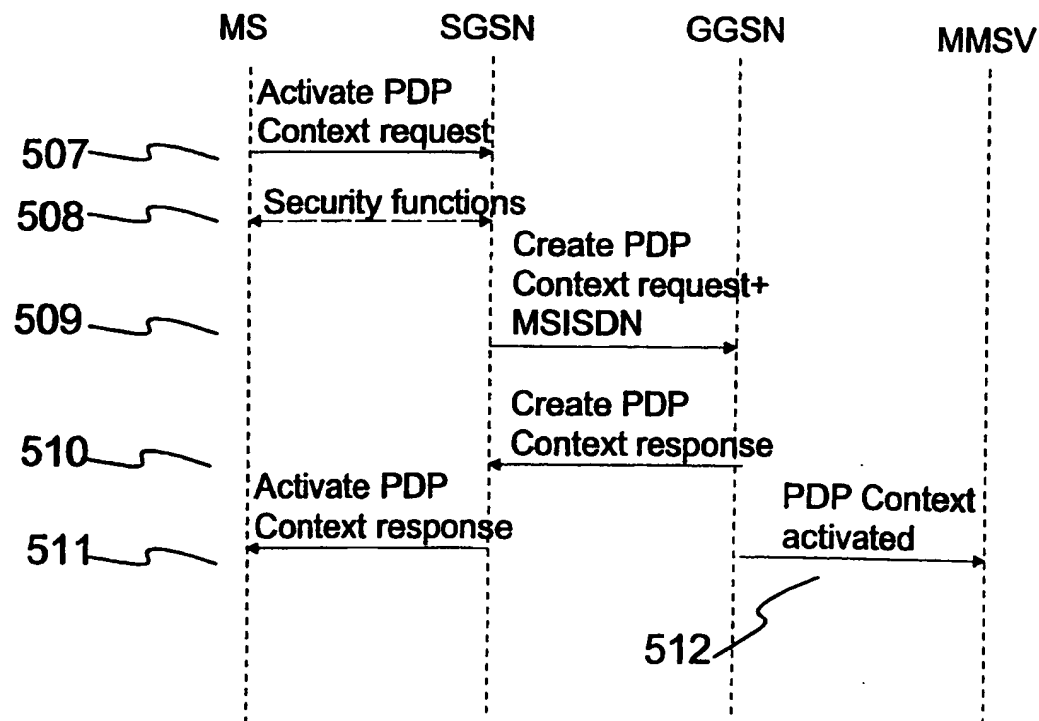 MS SGSN GGSN MMSV
Activate PDP
Context request
507
Security functions
508
Create PDP
Context request+
MSISDN
509
Create PDP
Context response
510
Activate PDP
Context response
511
PDP Context
activated
512